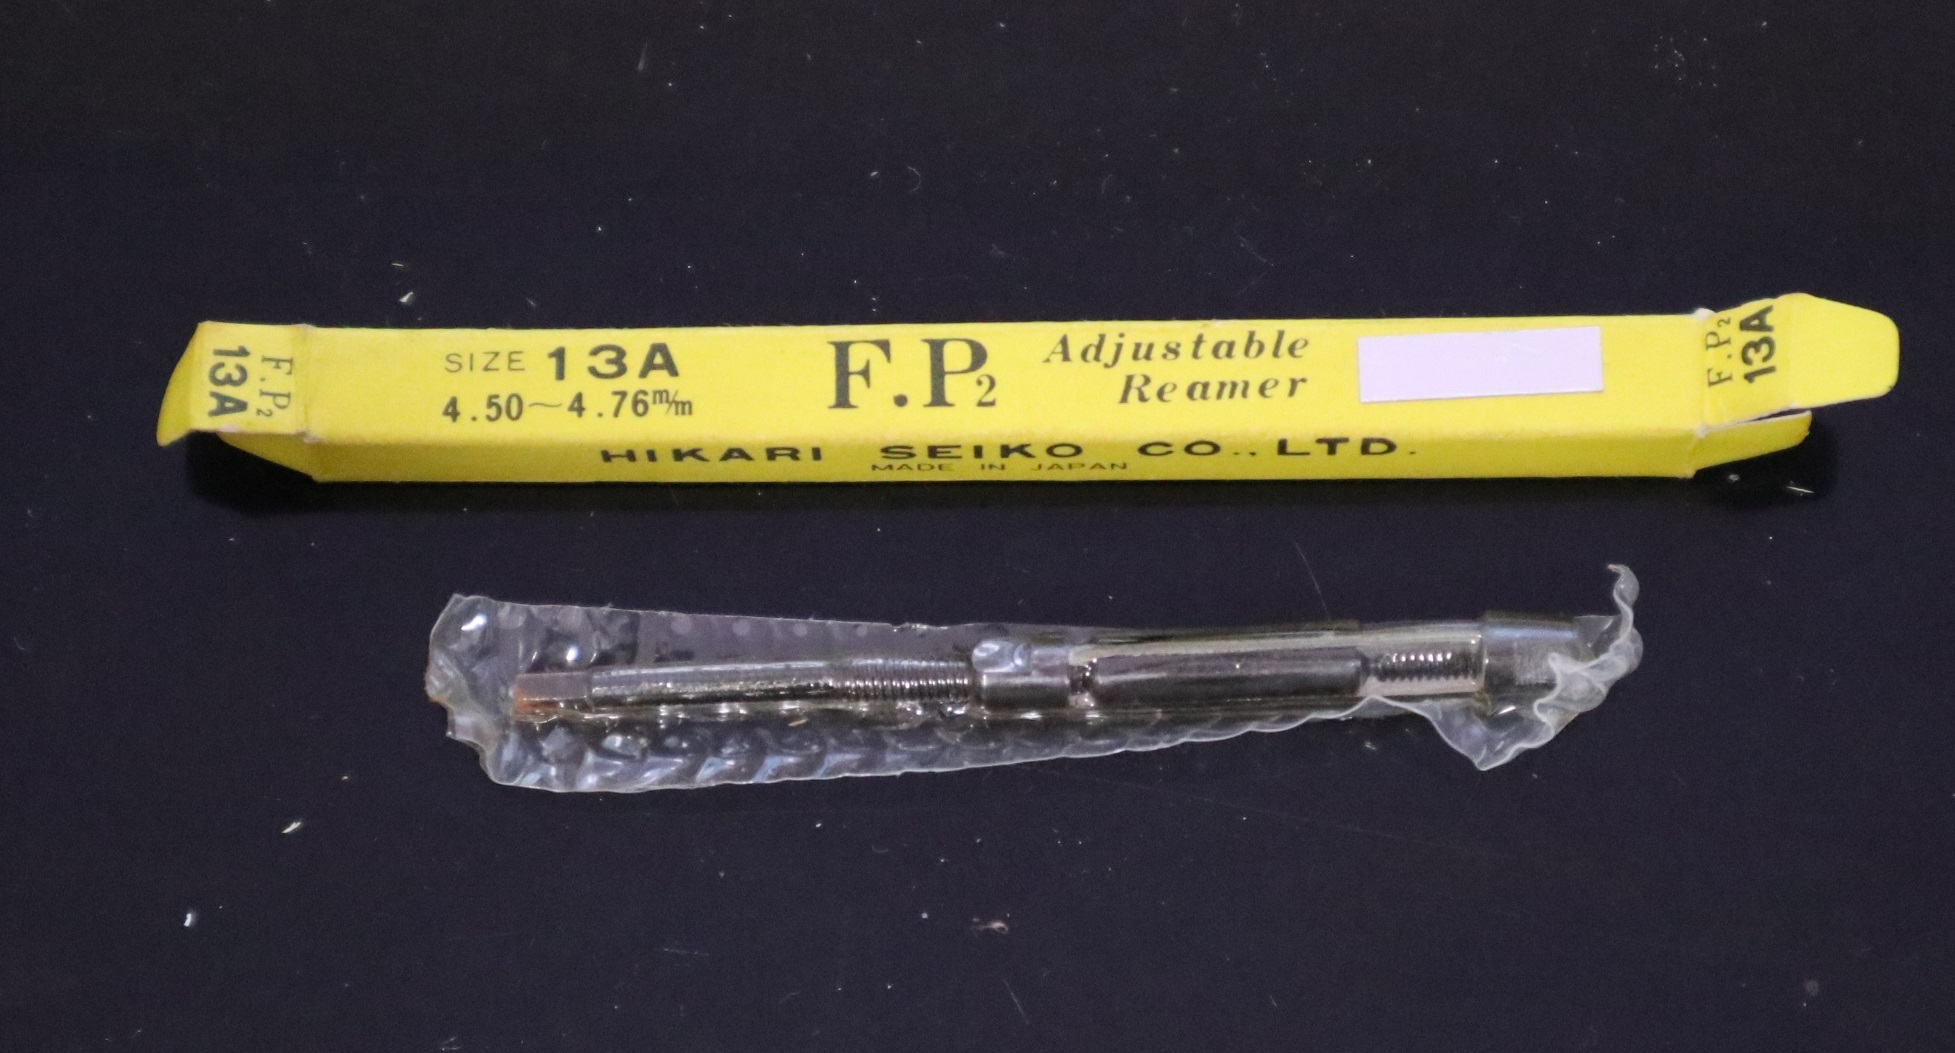 13A
F.P₂
SIZE 13A
4.50~4.76m/m
F.P₂
Adjustable
Reamer
HIKARI SEIKO CO., LTD.
MADE IN JAPAN
F.P₂
13A